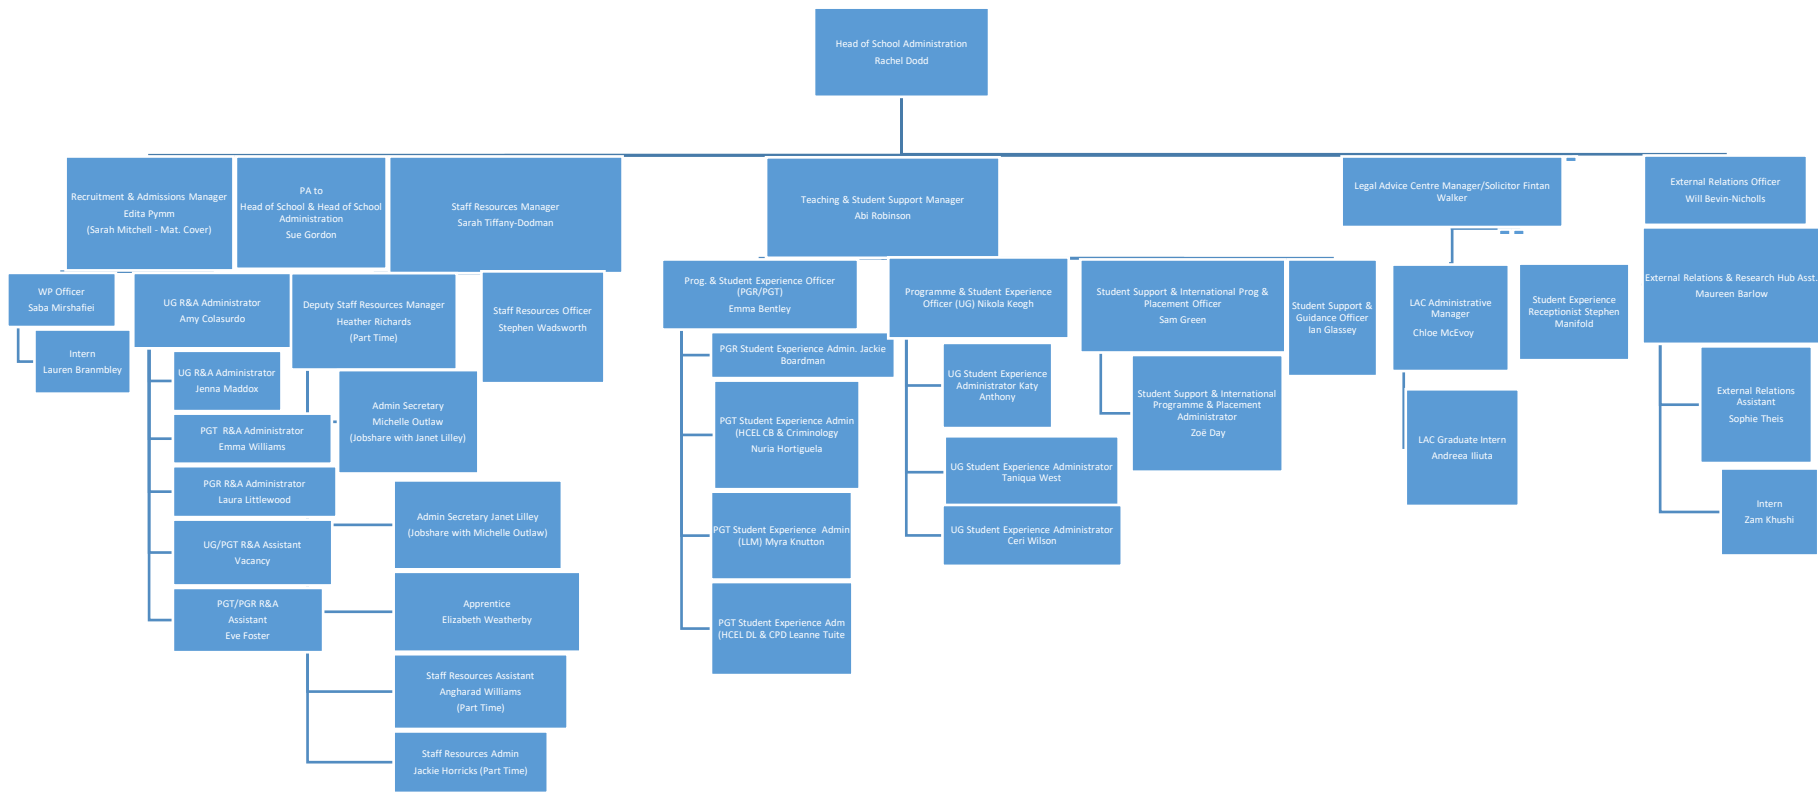 Head of School Administration
Rachel Dodd
Recruitment & Admissions Manager
Edita Pymm
(Sarah Mitchell - Mat. Cover)
PA to
Head of School & Head of School
Administration
Sue Gordon
Staff Resources Manager
Sarah Tiffany-Dodman
Teaching & Student Support Manager
Abi Robinson
Legal Advice Centre Manager/Solicitor Fintan
Walker
External Relations Officer
Will Bevin-Nicholls
WP Officer
Saba Mirshafiei
Intern
Lauren Branmbley
UG R&A Administrator
Amy Colasurdo
UG R&A Administrator
Jenna Maddox
PGT  R&A Administrator
Emma Williams
PGR R&A Administrator
Laura Littlewood
UG/PGT R&A Assistant
Vacancy
PGT/PGR R&A
Assistant
Eve Foster
Deputy Staff Resources Manager
Heather Richards
(Part Time)
Staff Resources Officer
Stephen Wadsworth
Admin Secretary
Michelle Outlaw
(Jobshare with Janet Lilley)
Admin Secretary Janet Lilley
(Jobshare with Michelle Outlaw)
Apprentice
Elizabeth Weatherby
Staff Resources Assistant
Angharad Williams
(Part Time)
Staff Resources Admin
Jackie Horricks (Part Time)
Prog. & Student Experience Officer
(PGR/PGT)
Emma Bentley
PGR Student Experience Admin. Jackie
Boardman
PGT Student Experience Admin
(HCEL CB & Criminology
Nuria Hortiguela
PGT Student Experience  Admin
(LLM) Myra Knutton
PGT Student Experience Adm
(HCEL DL & CPD Leanne Tuite
Programme & Student Experience
Officer (UG) Nikola Keogh
UG Student Experience
Administrator Katy
Anthony
UG Student Experience Administrator
Taniqua West
UG Student Experience Administrator
Ceri Wilson
Student Support & International Prog &
Placement Officer
Sam Green
Student Support & International
Programme & Placement
Administrator
Zoë Day
Student Support &
Guidance Officer
Ian Glassey
LAC Administrative
Manager
Chloe McEvoy
LAC Graduate Intern
Andreea Iliuta
Student Experience
Receptionist Stephen
Manifold
External Relations & Research Hub Asst.
Maureen Barlow
External Relations
Assistant
Sophie Theis
Intern
Zam Khushi